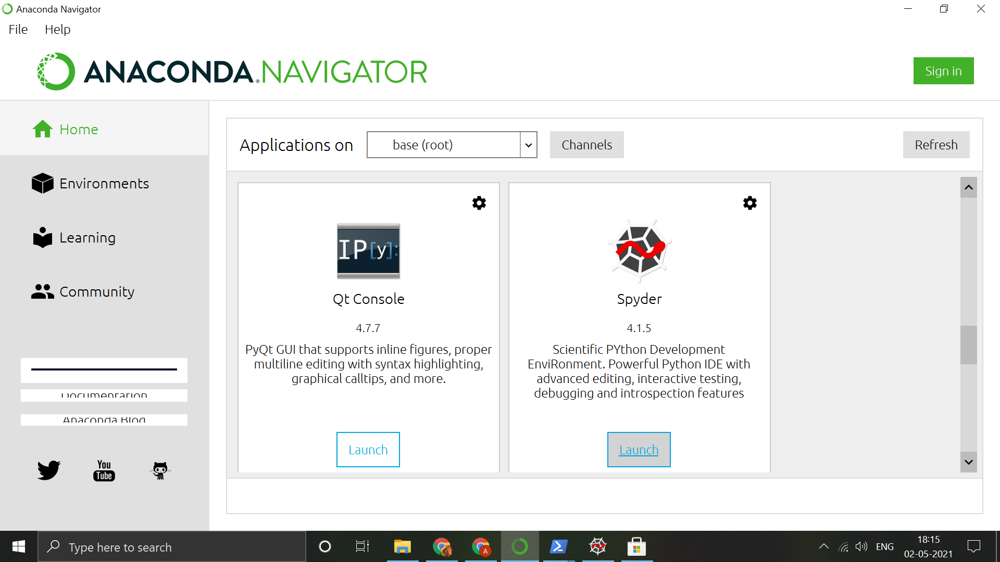 Anaconda Navigator
File Help
ANACONDA.NAVIGATOR
Sign in
Home
Environments
Learning
Community
Documentation
Anaconda Blog
You
Tube
Applications on base (root) Channels Refresh
IP[y]:
Qt Console
4.7.7
PyQt GUI that supports inline figures, proper
multiline editing with syntax highlighting,
graphical calltips, and more.
Launch
Spyder
4.1.5
Scientific PYthon Development
EnviRonment. Powerful Python IDE with
advanced editing, interactive testing,
debugging and introspection features
Launch
Type here to search
A
ENG
18:15
02-05-2021